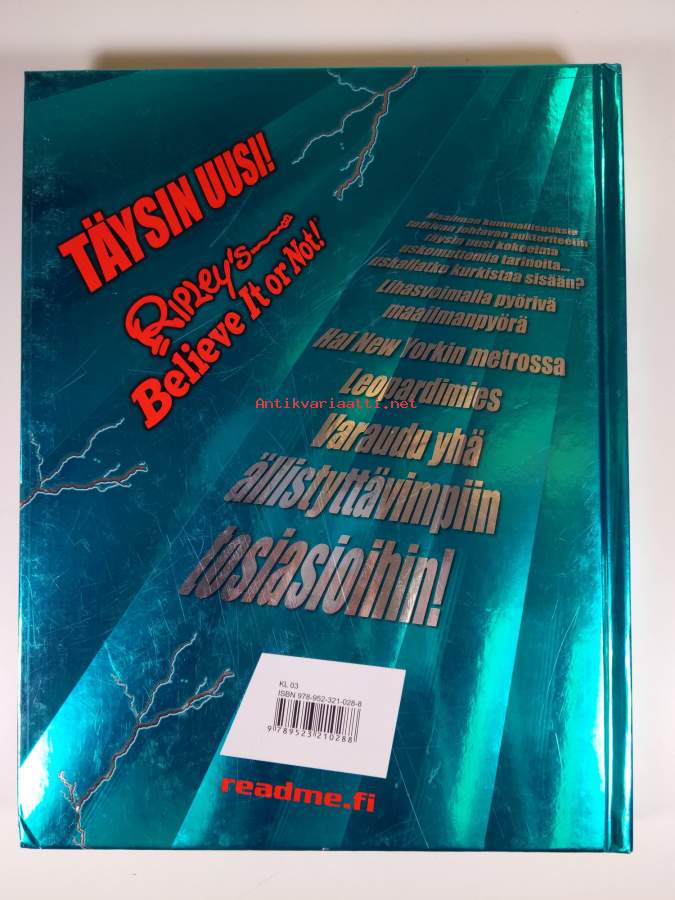 TÄYSIN UUSI!
RIPLEY'S
Believe It or Not!
Maailman kummallisuuksia
tutkivan johtavan auktoriteetin
täysin uusi kokoelma
uskomattomia tarinoita...
uskallatko kurkistaa sisään?
Lihasvoimalla pyörivä
maailmanpyörä
Hai New Yorkin metrossa
Leopardimies
Antikvariaatti.net
Varaudu yhä
ällistyttävimpiin
tosiasioihin!
KL 03
ISBN 978-952-321-028-8
9 789523 210288
readme.fi